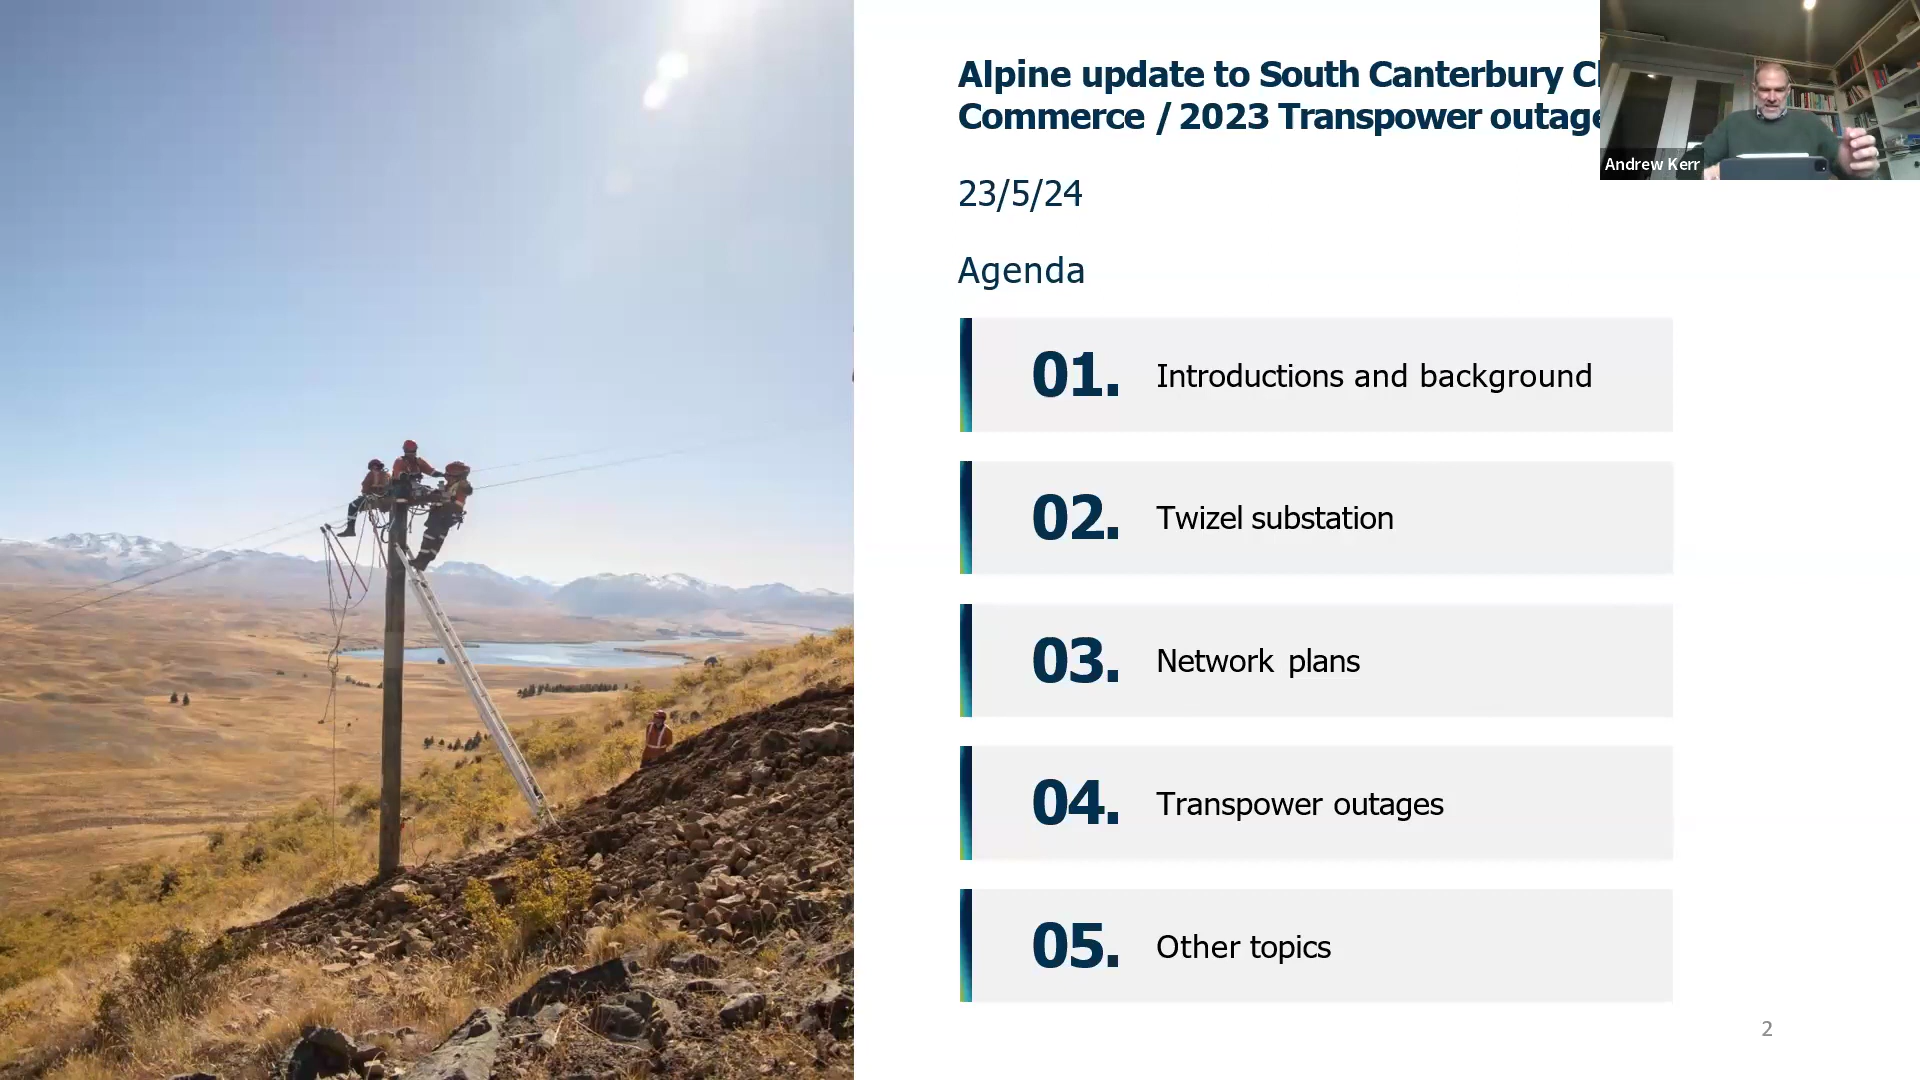 Alpine update to South Canterbury
Commerce / 2023 Transpower outage
23/5/24
Agenda
01. Introductions and background
02. Twizel substation
03. Network plans
04. Transpower outages
05. Other topics
2
Andrew Kerr